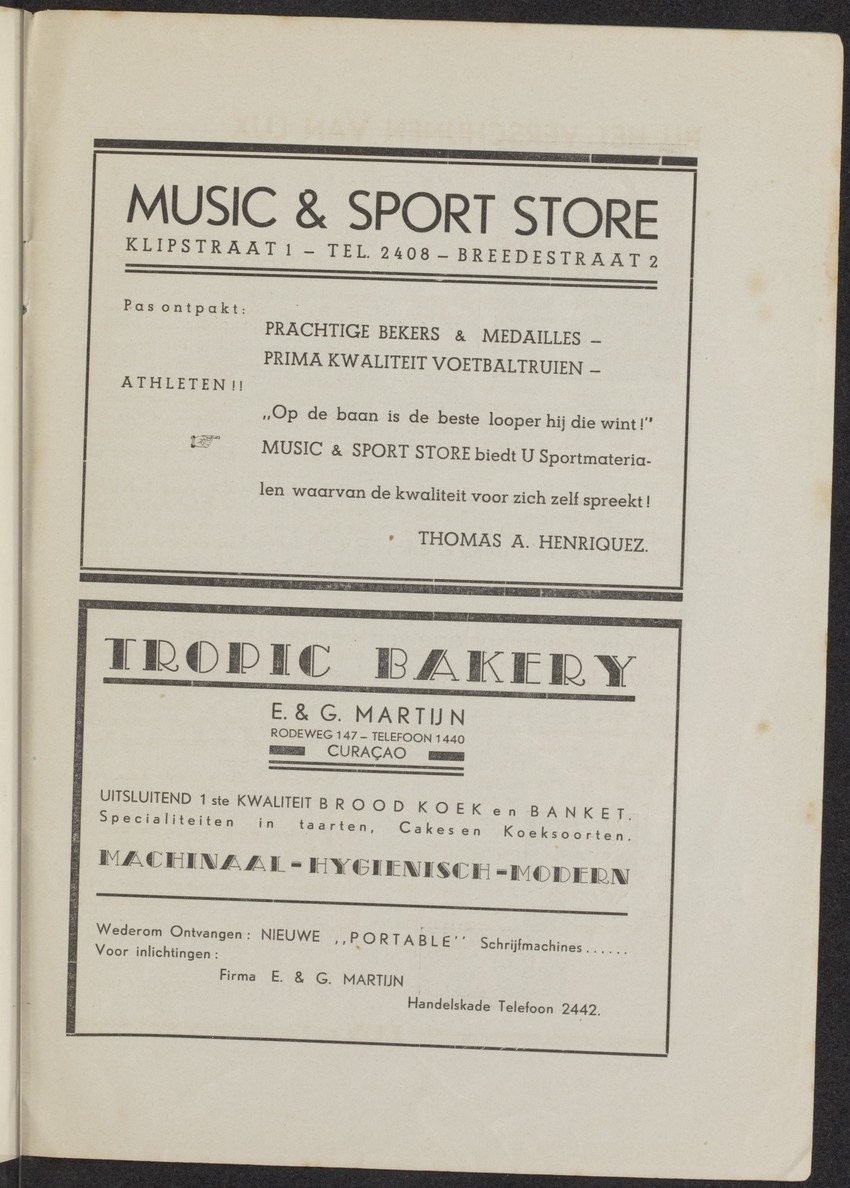 MUSIC & SPORT STORE
KLIPSTRAAT 1 – TEL. 2408 – BREEDESTRAAT 2
Pas ontpakt:
PRACHTIGE BEKERS & MEDAILLES –
PRIMA KWALITEIT VOETBALTRUIEN –
ATHLETEN!!
„Op de baan is de beste looper hij die wint!"
MUSIC & SPORT STORE biedt U Sportmateria-
len waarvan de kwaliteit voor zich zelf spreekt!
THOMAS A. HENRIQUEZ.
TROPIC BAKERY
E. & G. MARTIJN
RODEWEG 147 – TELEFOON 1440
CURAÇAO
UITSLUITEND 1 ste KWALITEIT BROOD KOEK en BANKET.
Specialiteiten in taarten, Cakes en Koeksoorten.
MACHINAAL - HYGIENISCH - MODERN
Wederom Ontvangen: NIEUWE ,,PORTABLE'' Schrijfmachines......
Voor inlichtingen:
Firma E. & G. MARTIJN
Handelskade Telefoon 2442.